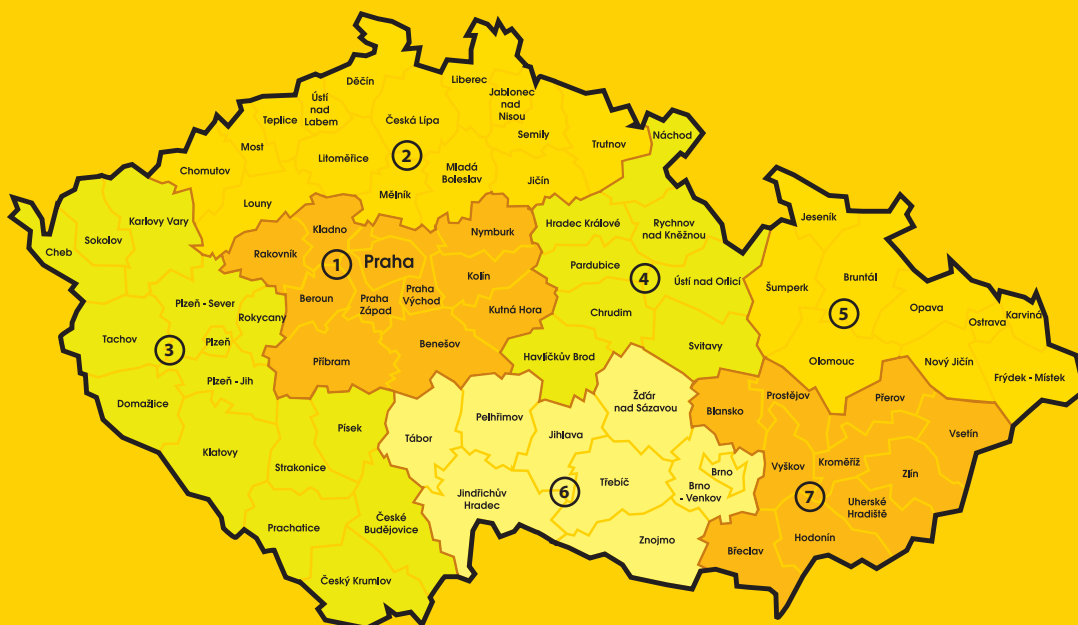 Děčín
Liberec
Ústí
nad
Labem
Jablonec
nad
Nisou
Teplice
Česká Lípa
Semily
Náchod
Most
Trutnov
Litoměřice
2
Mladá
Boleslav
Chomutov
Jičín
Mělník
Louny
Karlovy Vary
Jeseník
Sokolov
Cheb
Kladno
Nymburk
Hradec Králové
Rychnov
nad Kněžnou
Rakovník
1
Praha
Pardubice
Kolín
4
Ústí nad Orlicí
Šumperk
Bruntál
Plzeň - Sever
Beroun
Praha
Západ
Praha
Východ
Kutná Hora
Chrudim
5
Opava
Ostrava
Karviná
Rokycany
Tachov
3
Plzeň
Benešov
Svitavy
Příbram
Havlíčkův Brod
Olomouc
Nový Jičín
Frýdek - Místek
Plzeň - Jih
Domažlice
Žďár
nad Sázavou
Prostějov
Přerov
Blansko
Pelhřimov
Písek
Tábor
Jihlava
Vsetín
Klatovy
Strakonice
Vyškov
Kroměříž
Zlín
Brno
Třebíč
Brno
- Venkov
6
7
Jindřichův
Hradec
Uherské
Hradiště
České
Budějovice
Prachatice
Znojmo
Hodonín
Břeclav
Český Krumlov